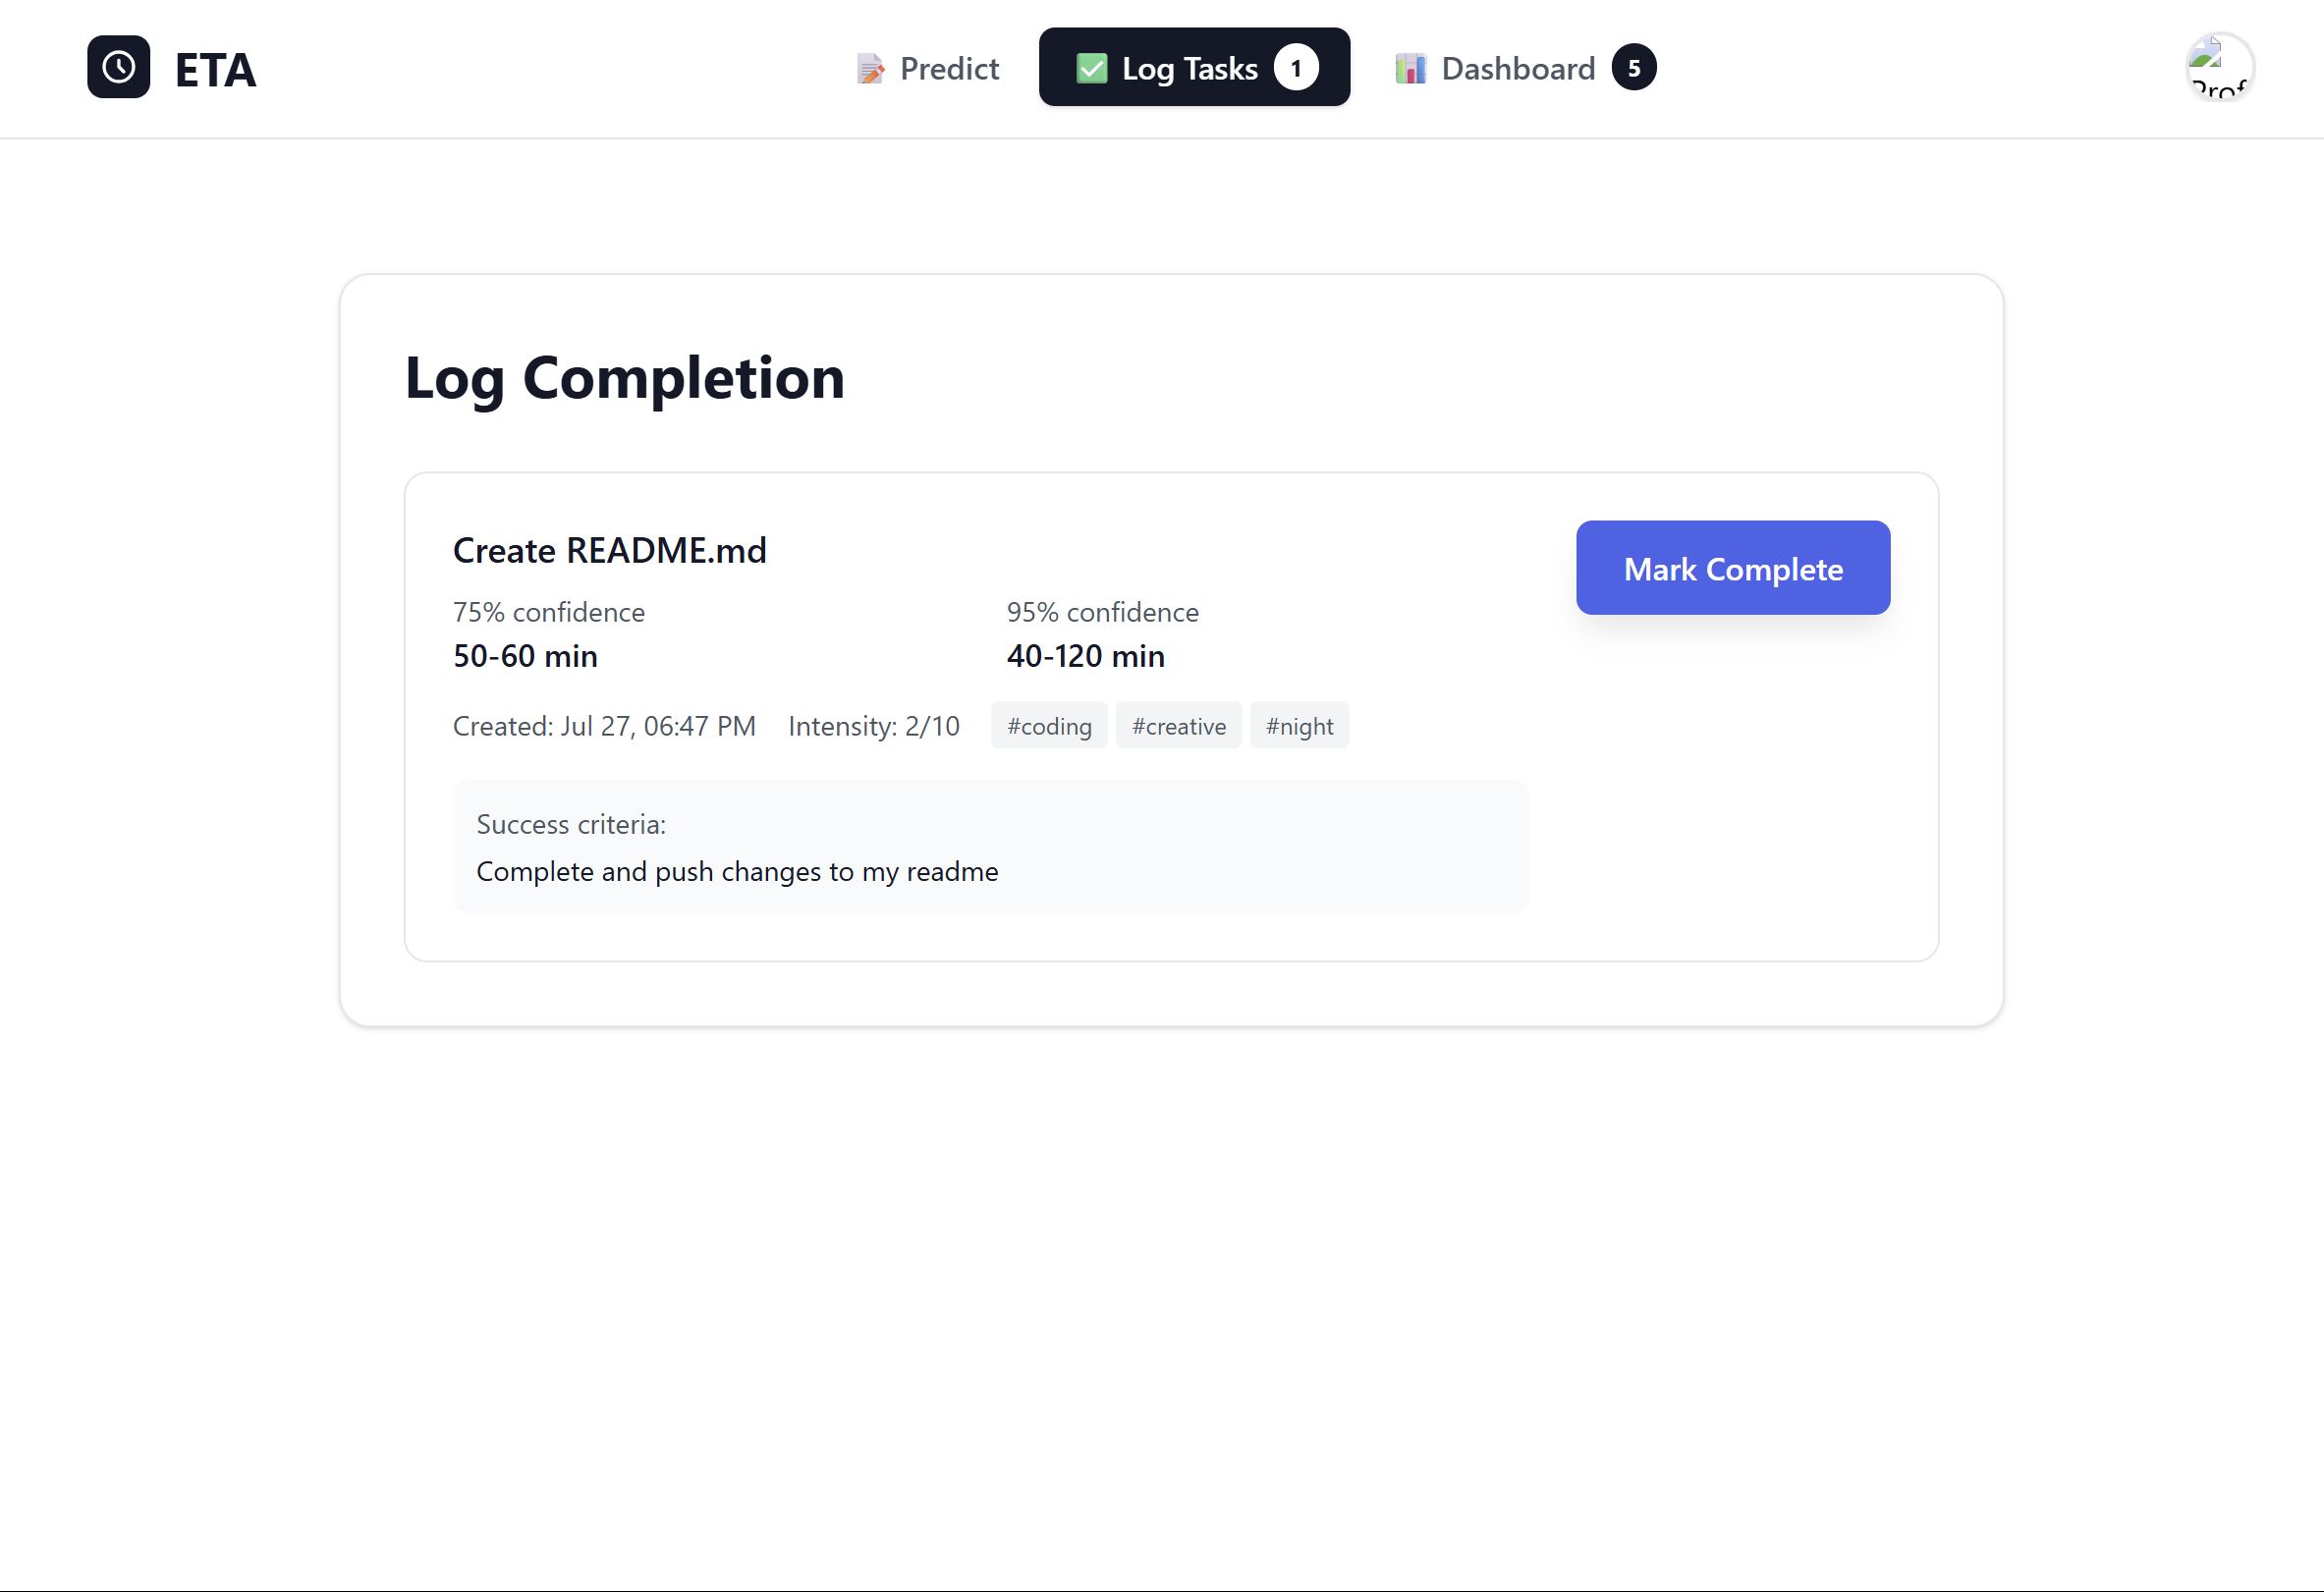 ETA
Predict
Log Tasks 1
Dashboard 5
Prof
Log Completion
Create README.md
Mark Complete
75% confidence
95% confidence
50-60 min
40-120 min
Created: Jul 27, 06:47 PM Intensity: 2/10 #coding #creative #night
Success criteria:
Complete and push changes to my readme